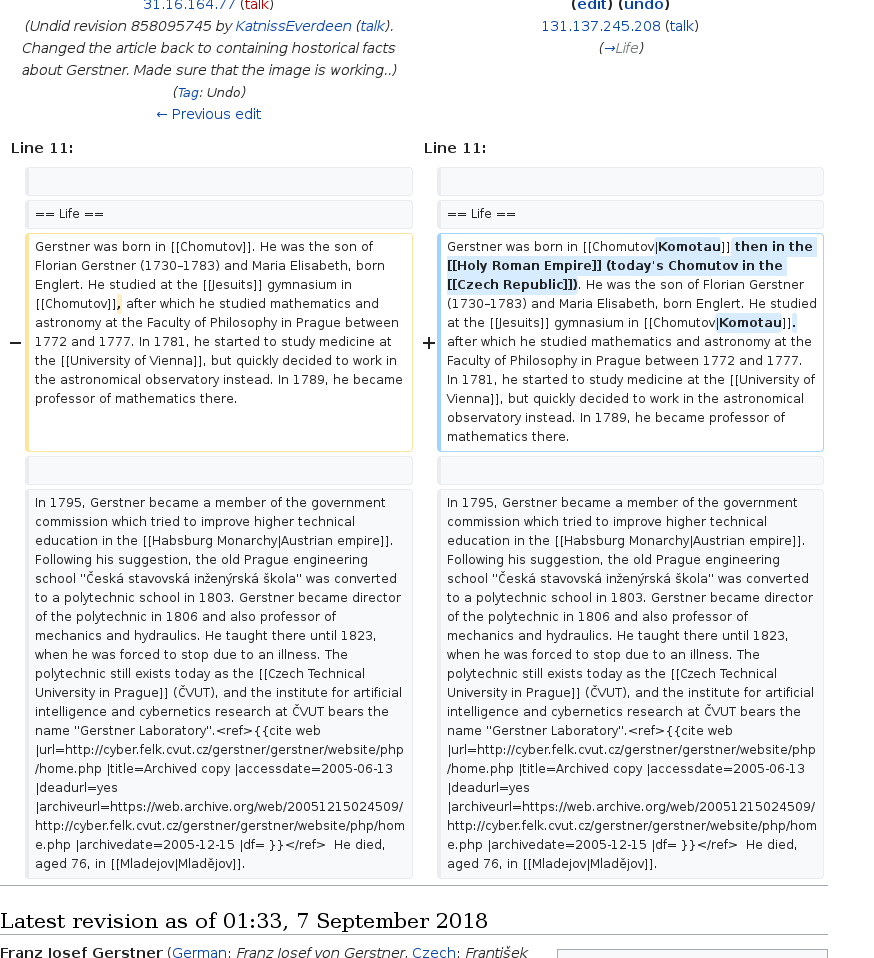 31.16.164.77 (talk)
(Undid revision 858095745 by KatnissEverdeen (talk).
Changed the article back to containing hostorical facts
about Gerstner. Made sure that the image is working..)
(Tag: Undo)
← Previous edit
(edit) (undo)
131.137.245.208 (talk)
(→Life)
Line 11:
== Life ==
Gerstner was born in [[Chomutov]]. He was the son of
Florian Gerstner (1730–1783) and Maria Elisabeth, born
Englert. He studied at the [[Jesuits]] gymnasium in
[[Chomutov]], after which he studied mathematics and
astronomy at the Faculty of Philosophy in Prague between
− 1772 and 1777. In 1781, he started to study medicine at
the [[University of Vienna]], but quickly decided to work in
the astronomical observatory instead. In 1789, he became
professor of mathematics there.
In 1795, Gerstner became a member of the government
commission which tried to improve higher technical
education in the [[Habsburg Monarchy|Austrian empire]].
Following his suggestion, the old Prague engineering
school "Česká stavovská inženýrská škola" was converted
to a polytechnic school in 1803. Gerstner became director
of the polytechnic in 1806 and also professor of
mechanics and hydraulics. He taught there until 1823,
when he was forced to stop due to an illness. The
polytechnic still exists today as the [[Czech Technical
University in Prague]] (ČVUT), and the institute for artificial
intelligence and cybernetics research at ČVUT bears the
name "Gerstner Laboratory".<ref>{{cite web
|url=http://cyber.felk.cvut.cz/gerstner/gerstner/website/php
/home.php |title=Archived copy |accessdate=2005-06-13
|deadurl=yes
|archiveurl=https://web.archive.org/web/20051215024509/
http://cyber.felk.cvut.cz/gerstner/gerstner/website/php/hom
e.php |archivedate=2005-12-15 |df= }}</ref>  He died,
aged 76, in [[Mladejov|Mladějov]].
Line 11:
== Life ==
Gerstner was born in [[Chomutov|Komotau]] then in the
[[Holy Roman Empire]] (today's Chomutov in the
[[Czech Republic]]). He was the son of Florian Gerstner
(1730–1783) and Maria Elisabeth, born Englert. He studied
at the [[Jesuits]] gymnasium in [[Chomutov|Komotau]].
+ after which he studied mathematics and astronomy at the
Faculty of Philosophy in Prague between 1772 and 1777.
In 1781, he started to study medicine at the [[University of
Vienna]], but quickly decided to work in the astronomical
observatory instead. In 1789, he became professor of
mathematics there.
In 1795, Gerstner became a member of the government
commission which tried to improve higher technical
education in the [[Habsburg Monarchy|Austrian empire]].
Following his suggestion, the old Prague engineering
school "Česká stavovská inženýrská škola" was converted
to a polytechnic school in 1803. Gerstner became director
of the polytechnic in 1806 and also professor of
mechanics and hydraulics. He taught there until 1823,
when he was forced to stop due to an illness. The
polytechnic still exists today as the [[Czech Technical
University in Prague]] (ČVUT), and the institute for artificial
intelligence and cybernetics research at ČVUT bears the
name "Gerstner Laboratory".<ref>{{cite web
|url=http://cyber.felk.cvut.cz/gerstner/gerstner/website/php
/home.php |title=Archived copy |accessdate=2005-06-13
|deadurl=yes
|archiveurl=https://web.archive.org/web/20051215024509/
http://cyber.felk.cvut.cz/gerstner/gerstner/website/php/hom
e.php |archivedate=2005-12-15 |df= }}</ref>  He died,
aged 76, in [[Mladejov|Mladějov]].
Latest revision as of 01:33, 7 September 2018
Franz Josef Gerstner (German: Franz Josef von Gerstner, Czech: František